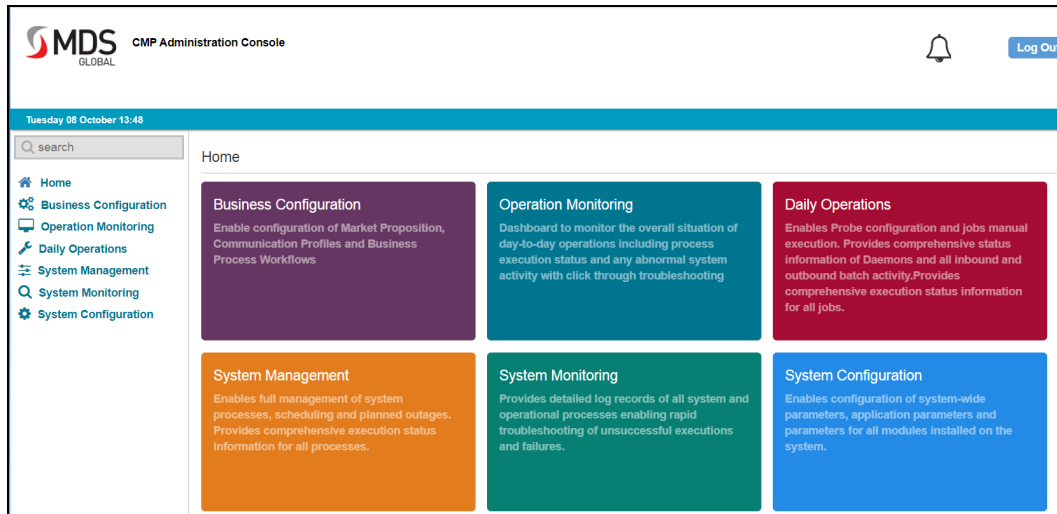 MDS
GLOBAL
CMP Administration Console
Tuesday 08 October 13:48
search
Home
Business Configuration
Operation Monitoring
Daily Operations
System Management
System Monitoring
System Configuration
Home
Business Configuration
Enable configuration of Market Proposition,
Communication Profiles and Business
Process Workflows
Operation Monitoring
Dashboard to monitor the overall situation of
day-to-day operations including process
execution status and any abnormal system
activity with click through troubleshooting
Daily Operations
Enables Probe configuration and jobs manual
execution. Provides comprehensive status
information of Daemons and all inbound and
outbound batch activity.Provides
comprehensive execution status information
for all jobs.
System Management
Enables full management of system
processes, scheduling and planned outages.
Provides comprehensive execution status
information for all processes.
System Monitoring
Provides detailed log records of all system and
operational processes enabling rapid
troubleshooting of unsuccessful executions
and failures.
System Configuration
Enables configuration of system-wide
parameters, application parameters and
parameters for all modules installed on the
system.
Log Ou